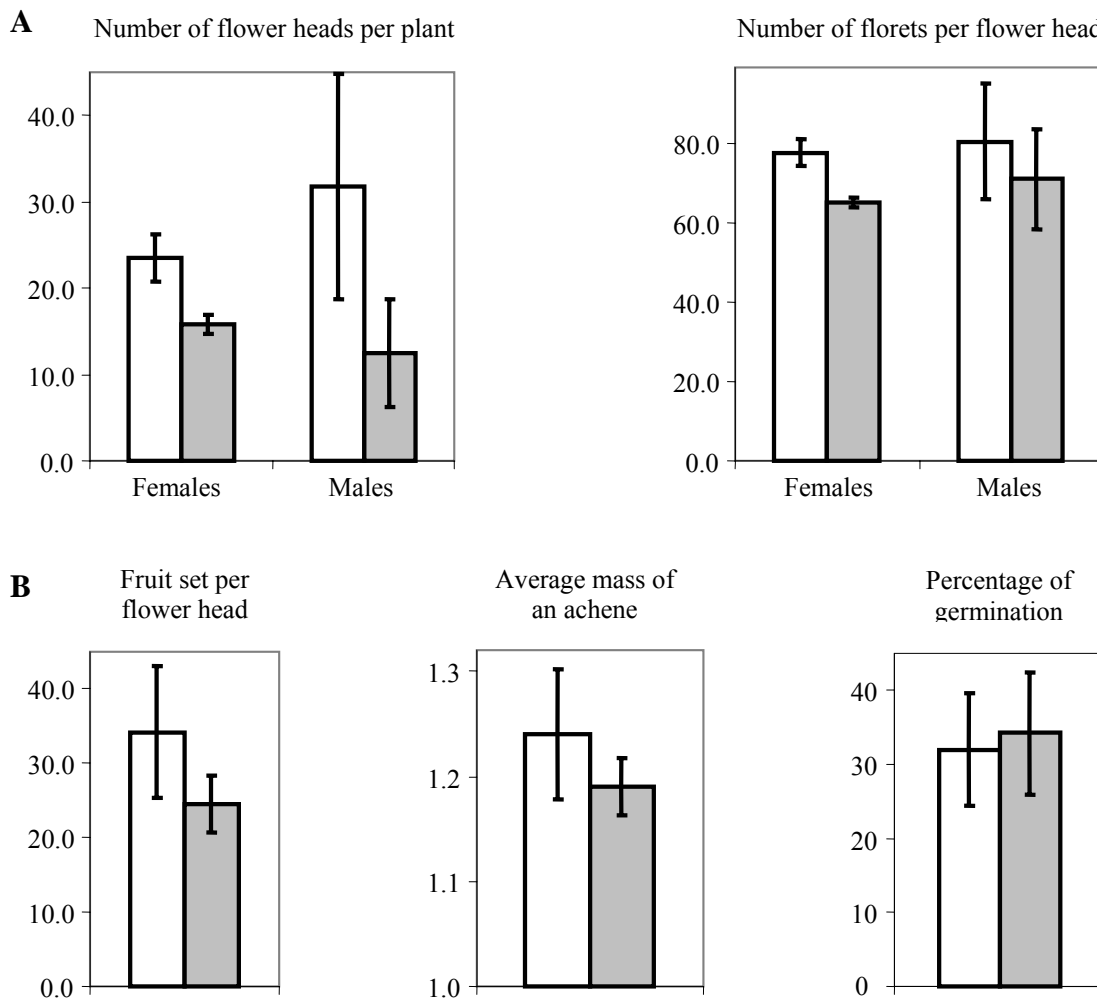 A
Number of flower heads per plant
40.0
30.0
20.0
10.0
0.0
Females Males
Number of florets per flower head
80.0
60.0
40.0
20.0
0.0
Females Males
B
Fruit set per
flower head
40.0
30.0
20.0
10.0
0.0
Average mass of
an achene
1.3
1.2
1.1
1.0
Percentage of
germination
40
30
20
10
0